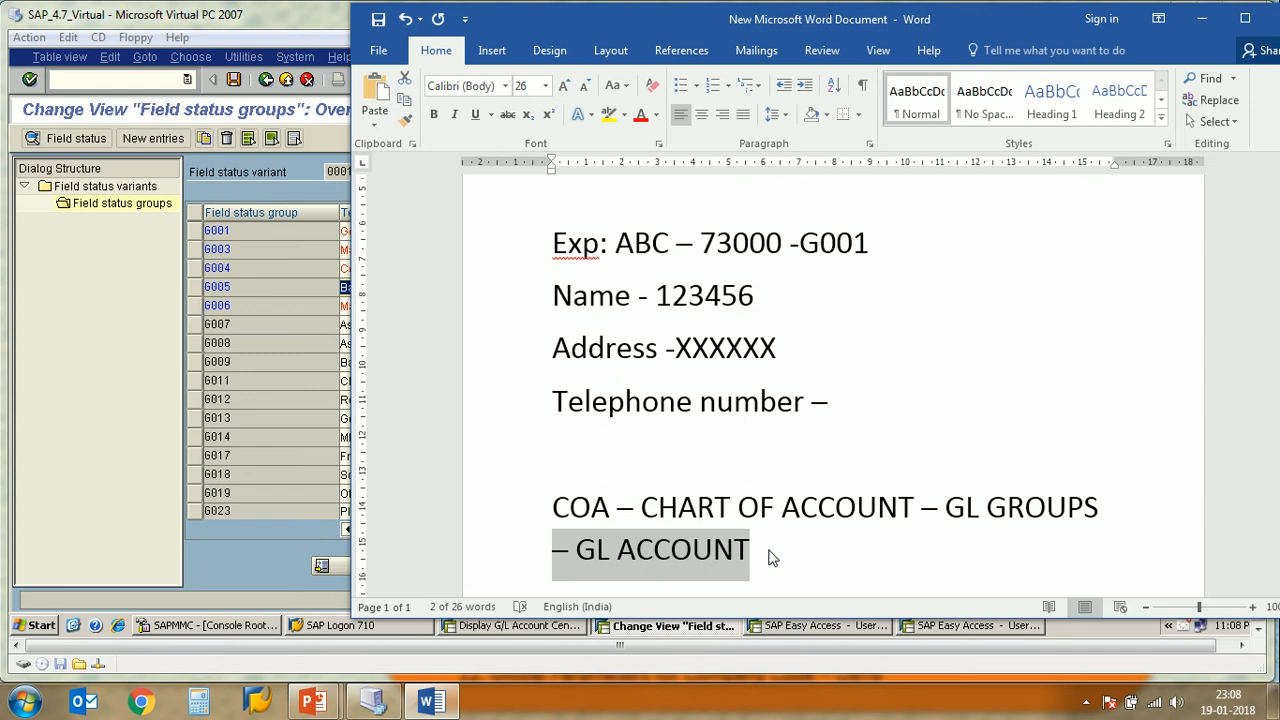 SAP_4.7_Virtual - Microsoft Virtual PC 2007
Action Edit CD Floppy Help
Table view Edit Goto Choose Utilities System
Change View "Field status groups": Over
Field status New entries
Dialog Structure
Field status variants
Field status groups
Field status variant 0001
Field status group
G001
G003
G004
G005
G006
G007
G008
G009
G011
G012
G013
G014
G017
G018
G019
G023
New Microsoft Word Document - Word
Sign in
File Home Insert Design Layout References Mailings Review View Help Tell me what you want to do
Paste
Clipboard
Calibri (Body) 26
Font
Paragraph
AaBbCcDc AaBbCcDc AaBbCc AaBbCcD
¶ Normal ¶ No Spac... Heading 1 Heading 2
Styles
Find
Replace
Select
Editing
Exp: ABC – 73000 -G001
Name - 123456
Address -XXXXXX
Telephone number –
COA – CHART OF ACCOUNT – GL GROUPS
– GL ACCOUNT
Page 1 of 1 2 of 26 words English (India)
Start SAPMMC - [Console Root... SAP Logon 710 Display G/L Account Cen... Change View "Field st... SAP Easy Access - User... SAP Easy Access - User... 11:08 PM
23:08
19-01-2018